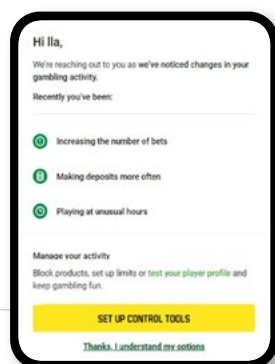 Hi Ila,
We're reaching out to you as we've noticed changes in your
gambling activity.
Recently you've been:
Increasing the number of bets
Making deposits more often
Playing at unusual hours
Manage your activity
Block products, set up limits or test your player profile and
keep gambling fun.
SET UP CONTROL TOOLS
Thanks, I understand my options